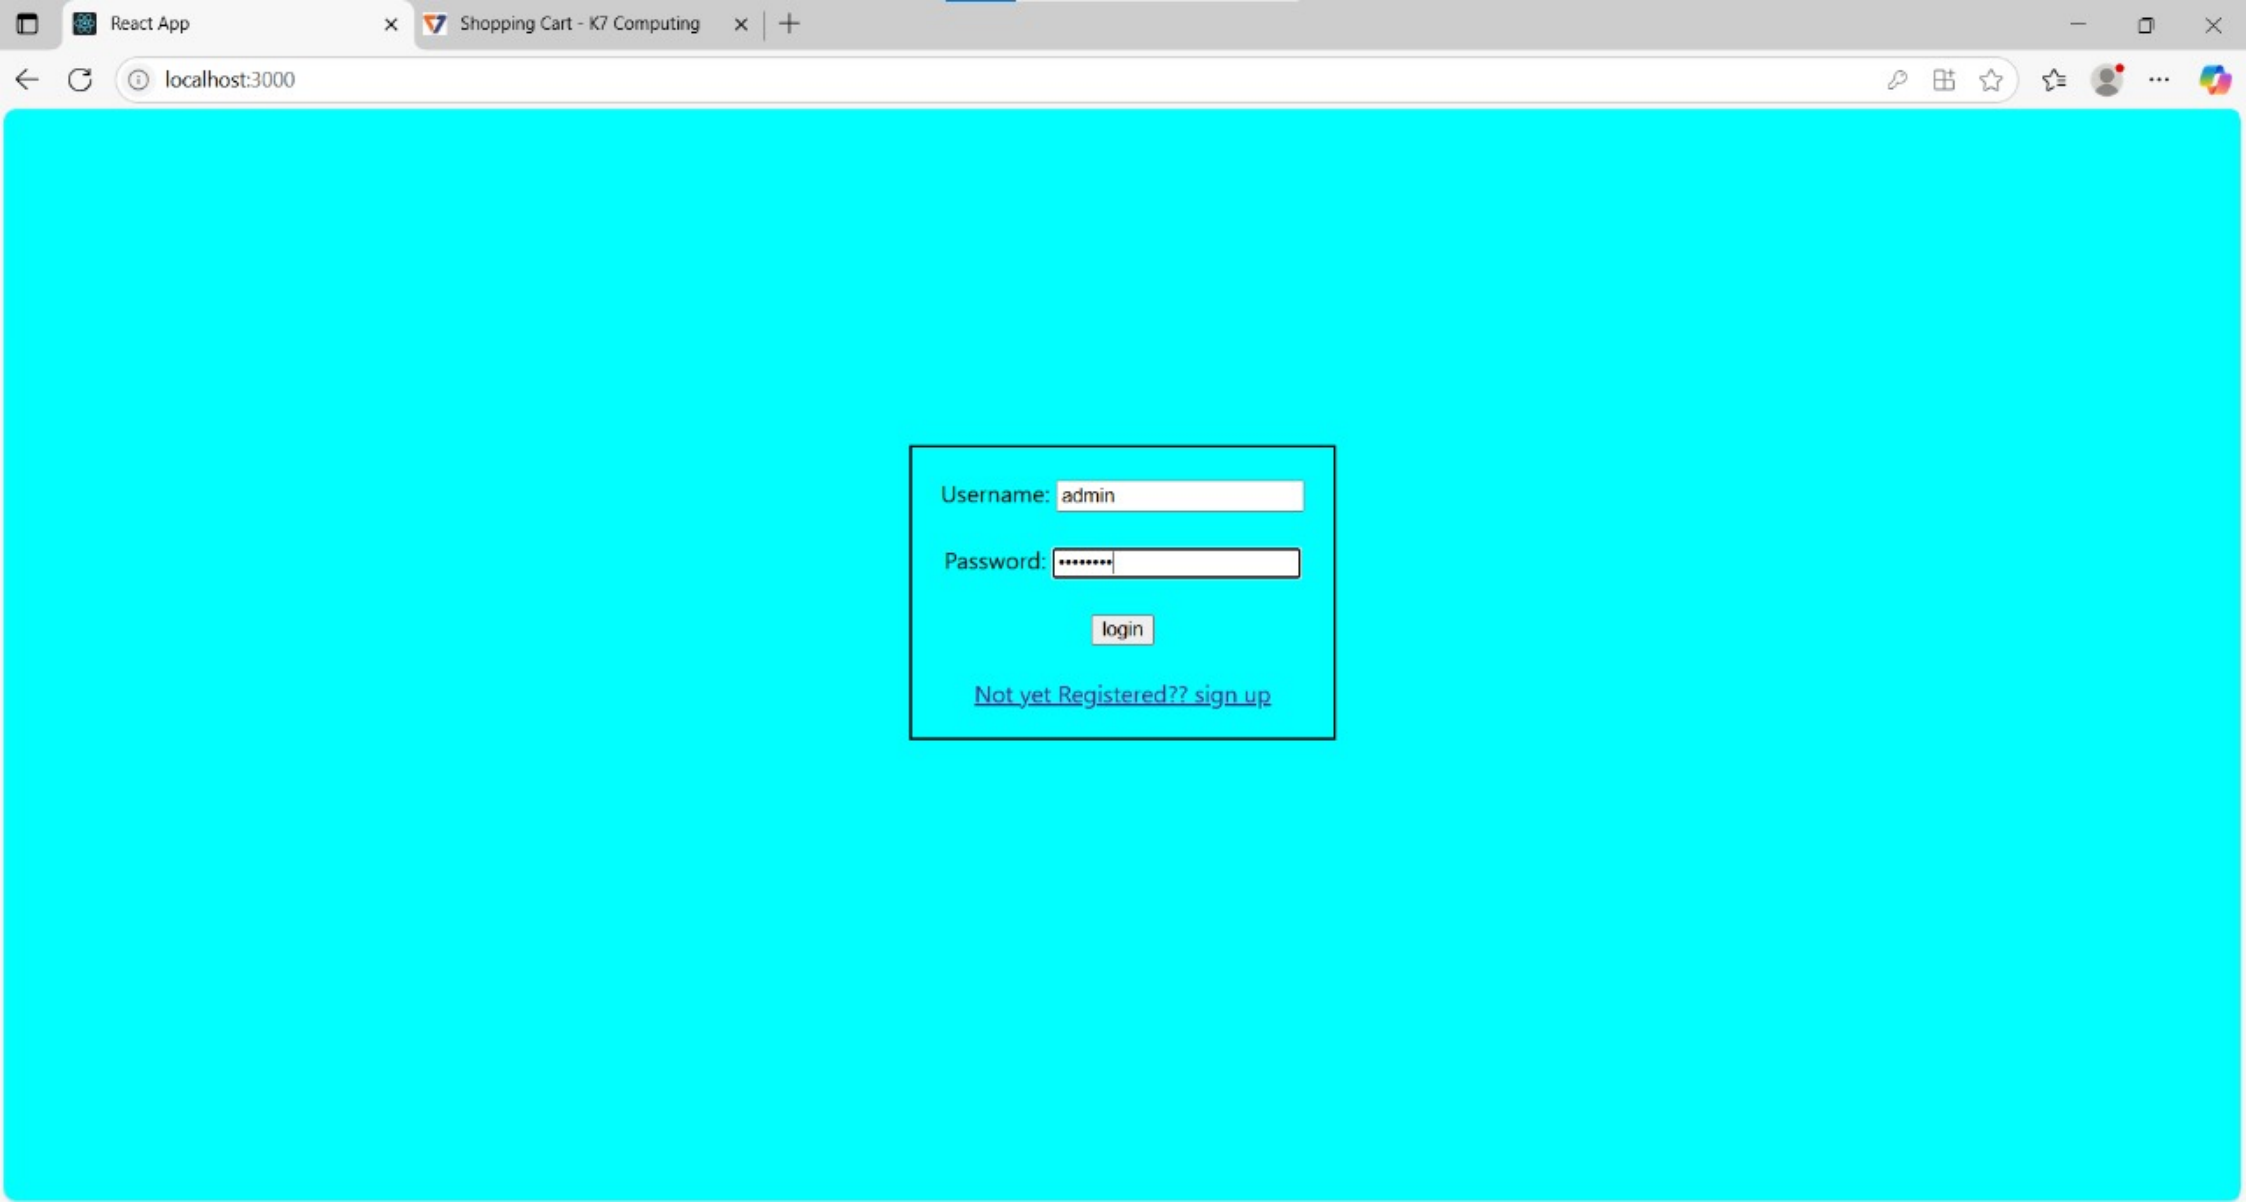 React App
Shopping Cart - K7 Computing
localhost:3000
Username: admin
Password: ••••••••
login
Not yet Registered?? sign up